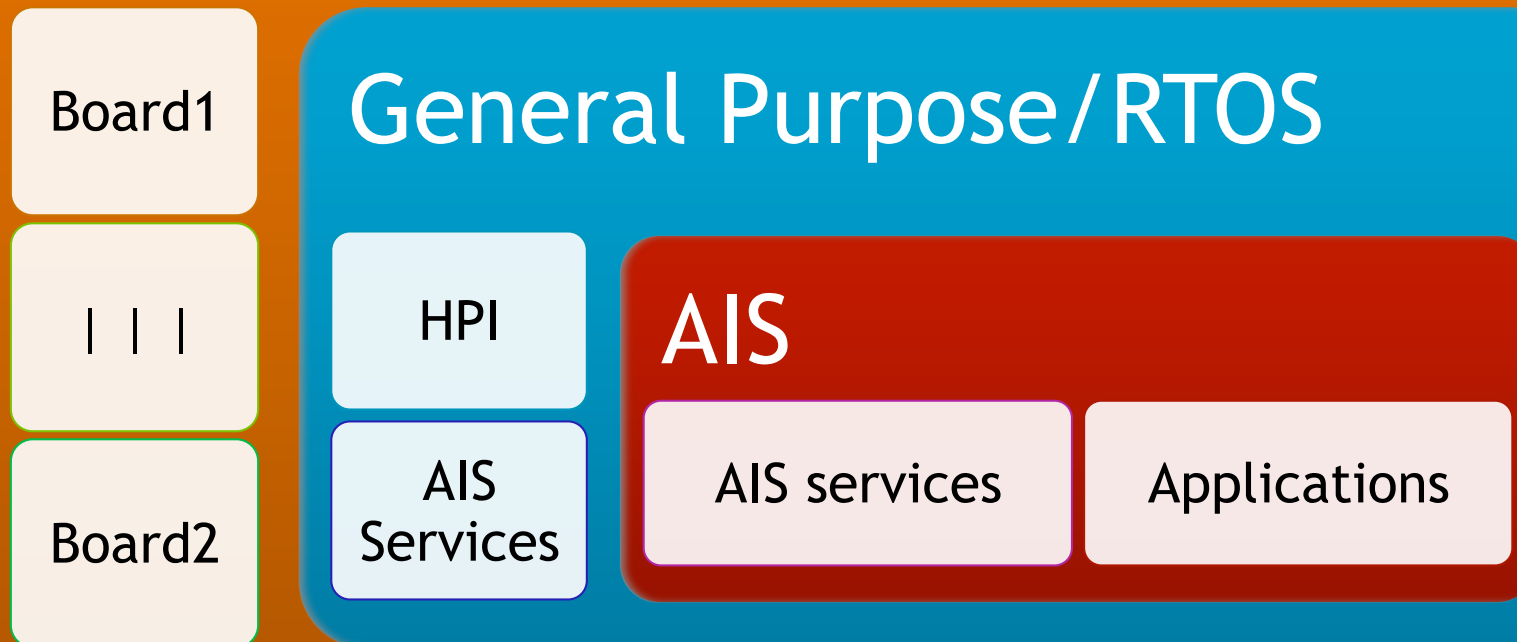 Board1
| | |
Board2
General Purpose/RTOS
HPI
AIS
Services
AIS
AIS services
Applications